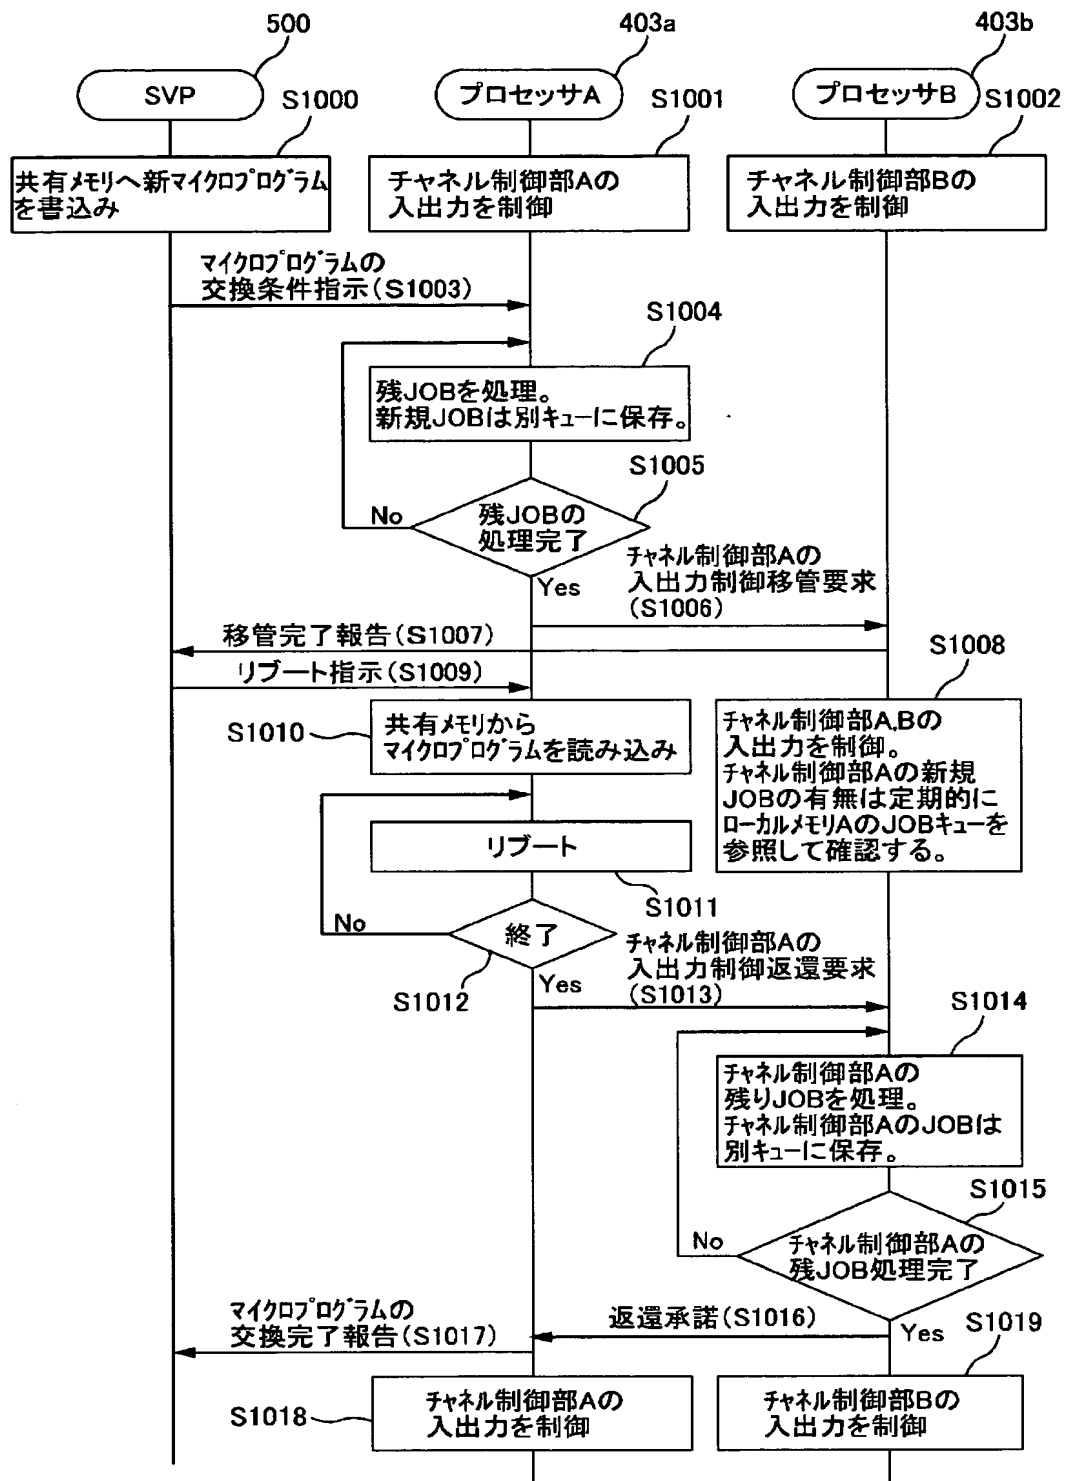 500
403a
403b
SVP
S1000
プロセッサA
S1001
プロセッサB
S1002
共有メモリへ新マイクロプログラム
を書込み
チャネル制御部Aの
入出力を制御
チャネル制御部Bの
入出力を制御
マイクロプログラムの
交換条件指示(S1003)
S1004
残JOBを処理。
新規JOBは別キューに保存。
S1005
No
残JOBの
処理完了
Yes
チャネル制御部Aの
入出力制御移管要求
(S1006)
移管完了報告(S1007)
リブート指示(S1009)
S1008
S1010
共有メモリから
マイクロプログラムを読み込み
チャネル制御部A,Bの
入出力を制御。
チャネル制御部Aの新規
JOBの有無は定期的に
ローカルメモリAのJOBキューを
参照して確認する。
リブート
S1011
No
終了
S1012
Yes
チャネル制御部Aの
入出力制御返還要求
(S1013)
S1014
チャネル制御部Aの
残りJOBを処理。
チャネル制御部AのJOBは
別キューに保存。
S1015
No
チャネル制御部Aの
残JOB処理完了
マイクロプログラムの
交換完了報告(S1017)
返還承諾(S1016)
Yes
S1019
S1018
チャネル制御部Aの
入出力を制御
チャネル制御部Bの
入出力を制御